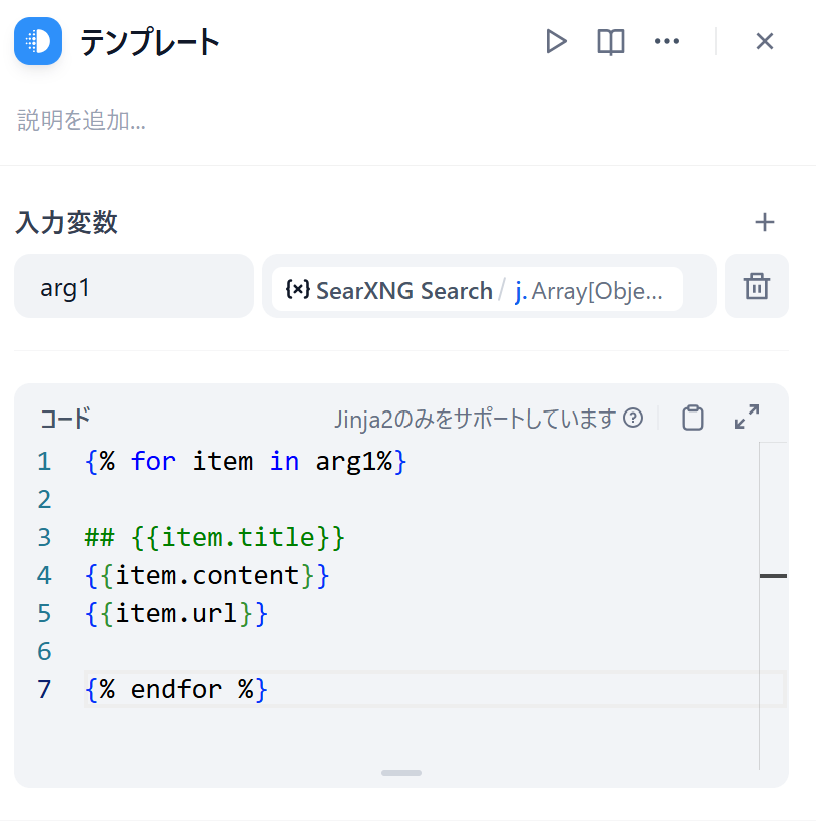 テンプレート
説明を追加...
入力変数
arg1
{x} SearXNG Search / j. Array[Obje...
コード
Jinja2のみをサポートしています
1 {% for item in arg1%}
2
3 ## {{item.title}}
4 {{item.content}}
5 {{item.url}}
6
7 {% endfor %}